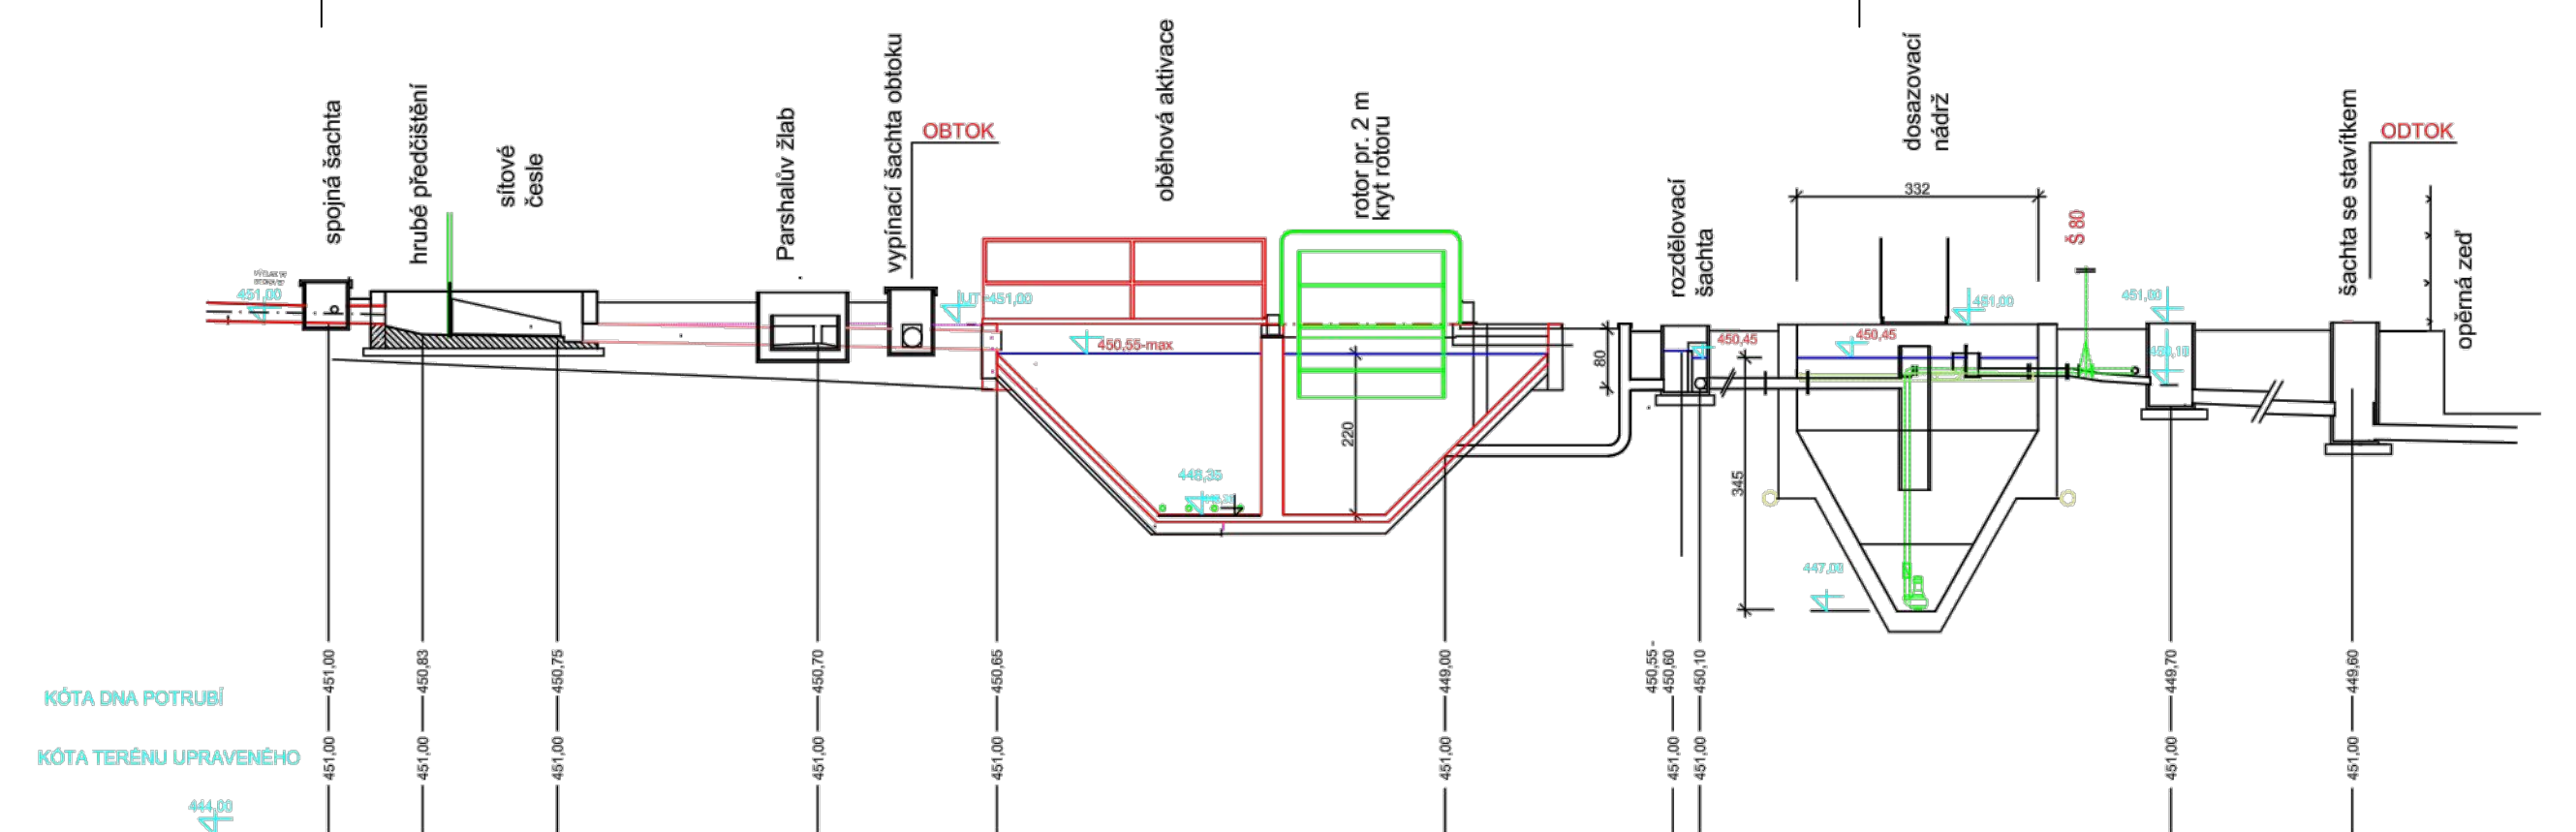 spojná šachta
hrubé předčištění
sítové
česle
Parshalův žlab
vypínací šachta obtoku
OBTOK
oběhová aktivace
rotor pr. 2 m
kryt rotoru
rozdělovací
šachta
dosazovací
nádrž
332
Š 80
šachta se stavítkem
ODTOK
opěrná zeď
451,00
451,00
450,55-max
450,45
450,45
451,00
451,00
80
220
345
448,35
447,08
451,00
450,83
450,75
450,70
450,65
449,00
450,55 -
450,60
450,10
449,70
449,60
KÓTA DNA POTRUBÍ
KÓTA TERÉNU UPRAVENÉHO
451,00
451,00
451,00
451,00
451,00
451,00
451,00
451,00
451,00
451,00
444,00